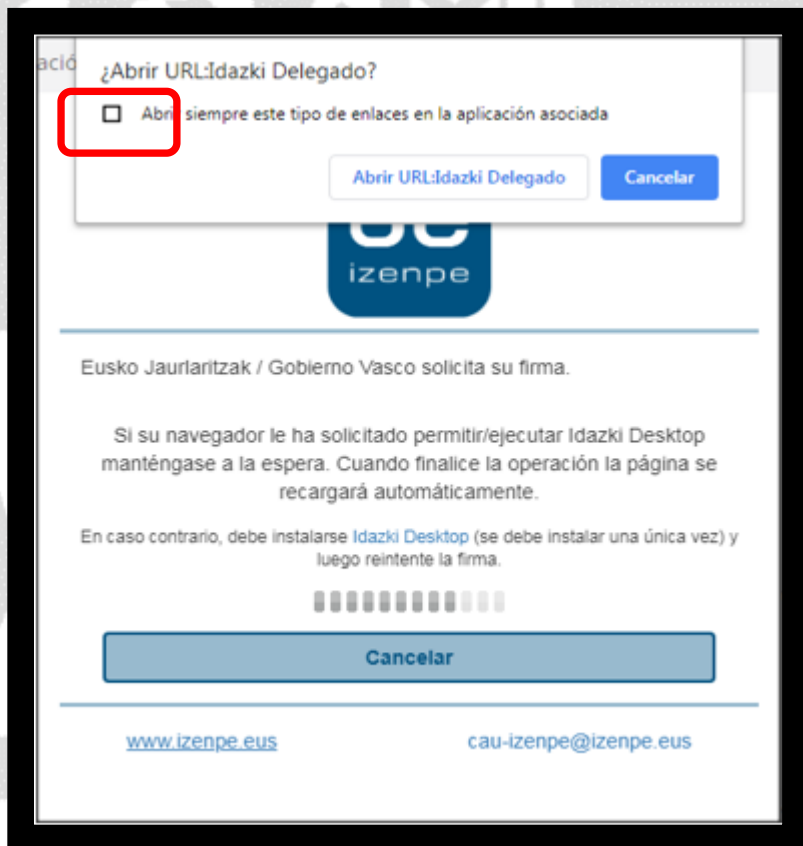 ació
¿Abrir URL:Idazki Delegado?
Abrir siempre este tipo de enlaces en la aplicación asociada
Abrir URL:Idazki Delegado
Cancelar
izenpe
Eusko Jaurlaritzak / Gobierno Vasco solicita su firma.
Si su navegador le ha solicitado permitir/ejecutar Idazki Desktop
manténgase a la espera. Cuando finalice la operación la página se
recargará automáticamente.
En caso contrario, debe instalarse Idazki Desktop (se debe instalar una única vez) y
luego reintente la firma.
Cancelar
www.izenpe.eus
cau-izenpe@izenpe.eus